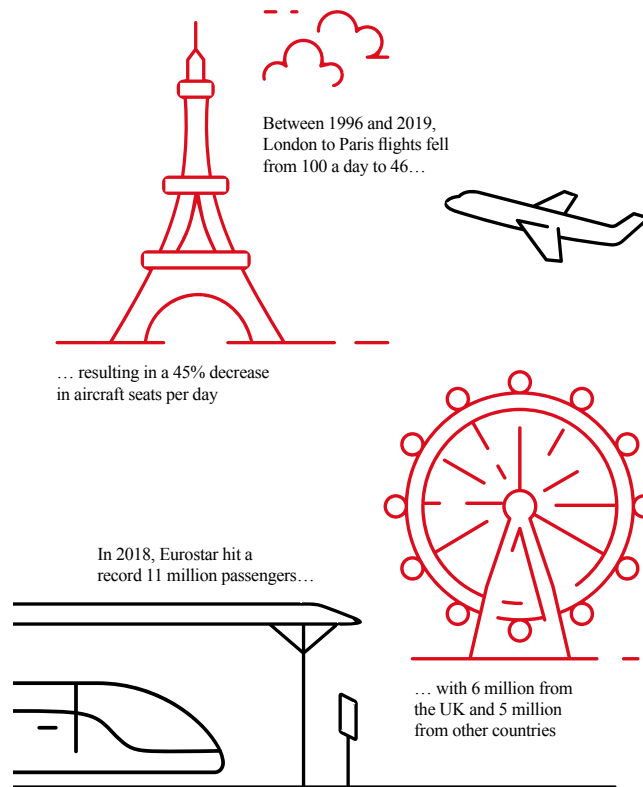 Between 1996 and 2019,
London to Paris flights fell
from 100 a day to 46…
… resulting in a 45% decrease
in aircraft seats per day
In 2018, Eurostar hit a
record 11 million passengers…
… with 6 million from
the UK and 5 million
from other countries